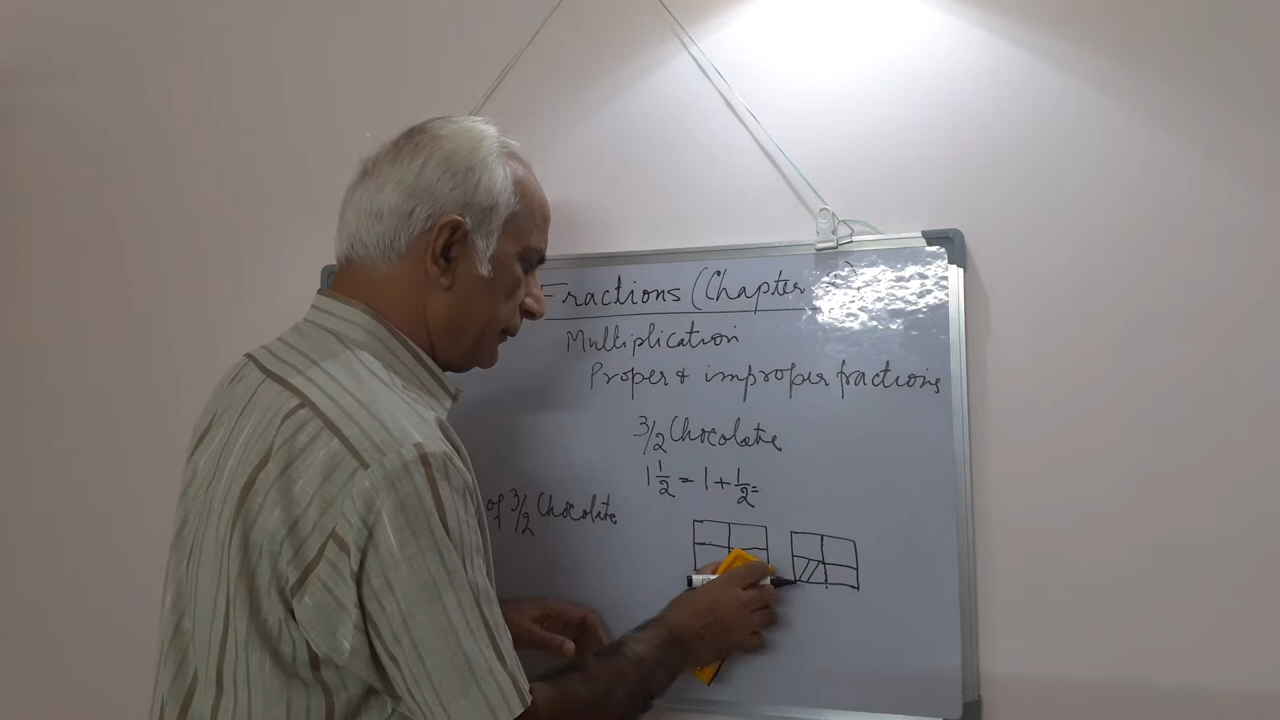 Fractions (Chapter
Multiplication
Proper & improper fractions
3/2 Chocolate
1 1/2 = 1 + 1/2 =
of 3/2 Chocolate